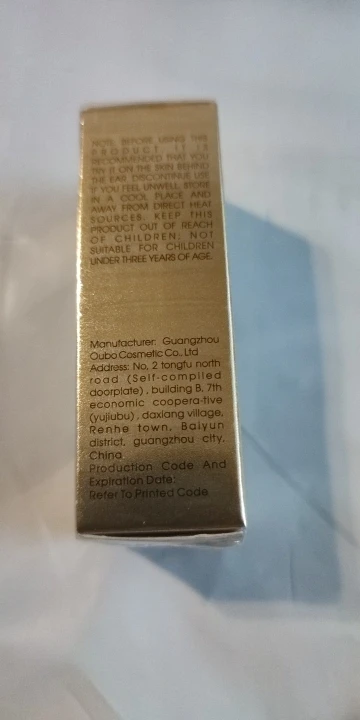 NOTE: BEFORE USING THIS
PRODUCT, IT IS
RECOMMENDED THAT YOU
TRY IT ON THE SKIN BEHIND
THE EAR. DISCONTINUE USE
IF YOU FEEL UNWELL. STORE
IN A COOL PLACE AND
AWAY FROM DIRECT HEAT
SOURCES. KEEP THIS
PRODUCT OUT OF REACH
OF CHILDREN; NOT
SUITABLE FOR CHILDREN
UNDER THREE YEARS OF AGE.
Manufacturer: Guangzhou
Oubo Cosmetic Co., Ltd
Address: No, 2 tongfu north
road (Self-compiled
doorplate) , building B, 7th
economic coopera-tive
(yujiubu) , daxiang village,
Renhe town, Baiyun
district, guangzhou city,
China
Production Code And
Expiration Date:
Refer To Printed Code